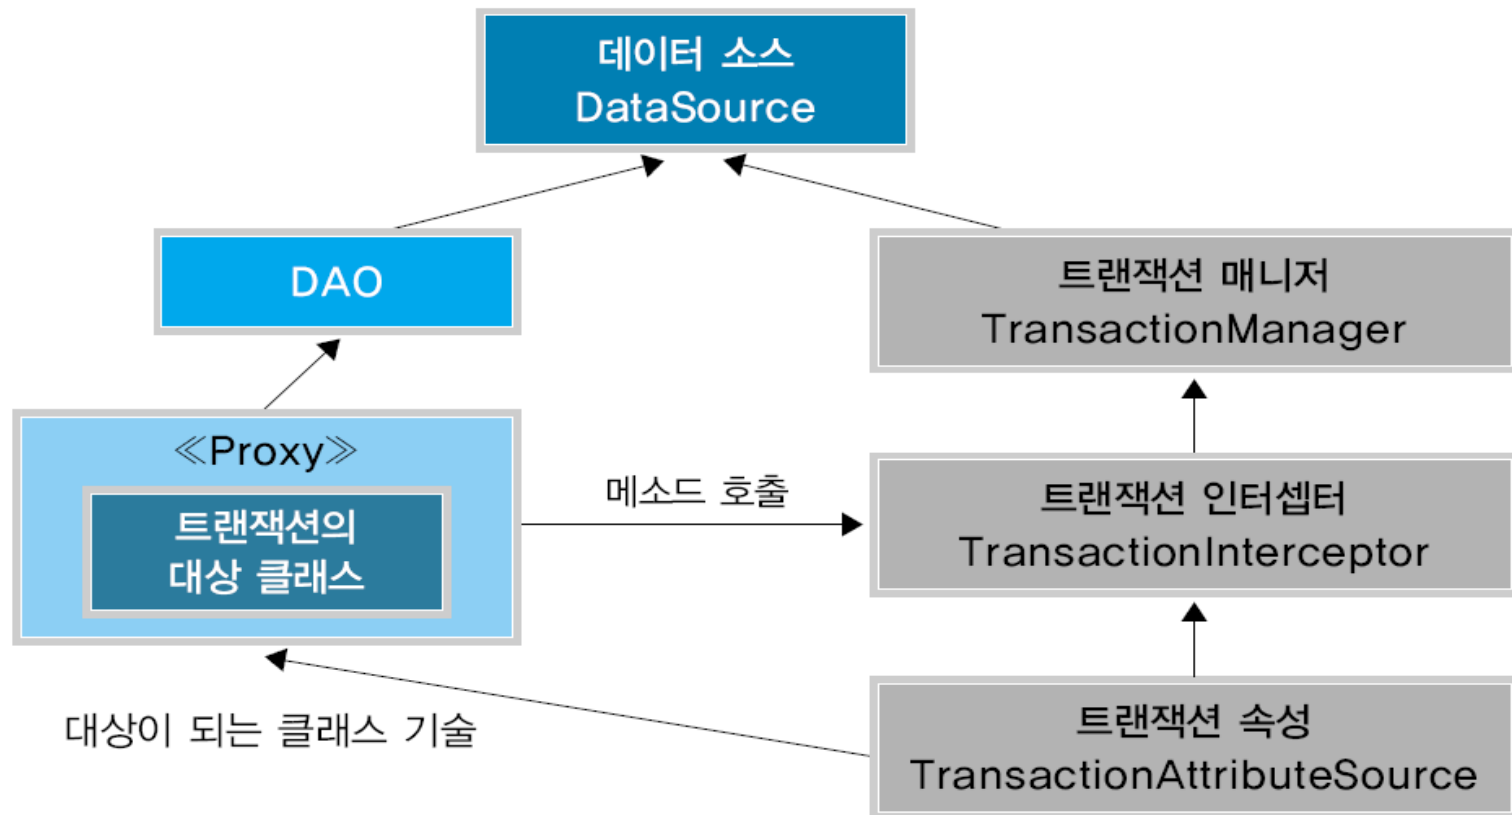 데이터 소스
DataSource
DAO
트랜잭션 매니저
TransactionManager
≪Proxy≫
트랜잭션의
대상 클래스
메소드 호출
트랜잭션 인터셉터
TransactionInterceptor
대상이 되는 클래스 기술
트랜잭션 속성
TransactionAttributeSource